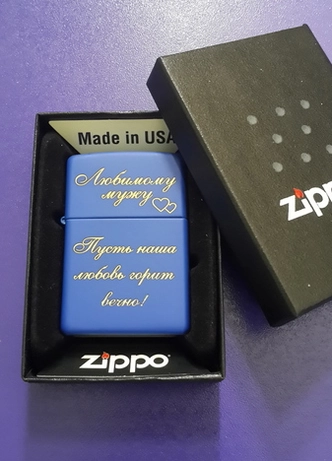 Made in USA
Любимому
мужу
Пусть наша
любовь горит
вечно!
zippo
zippo